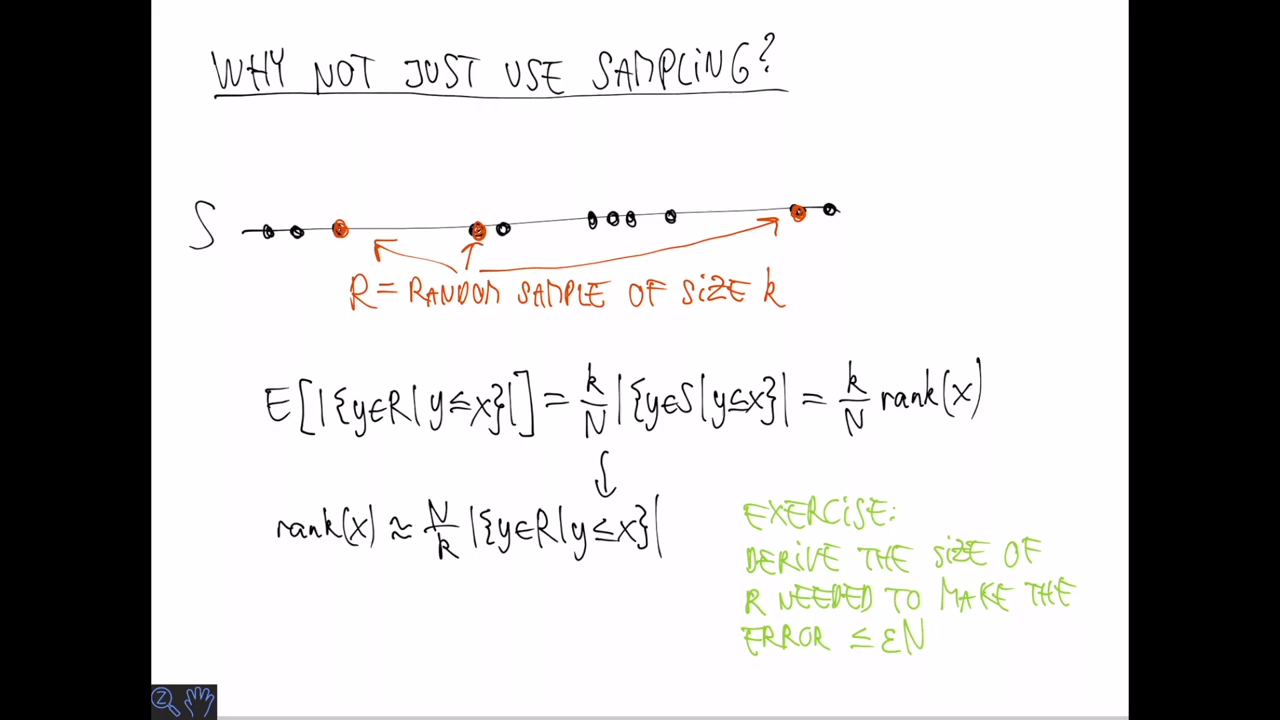 WHY NOT JUST USE SAMPLING?
S
R = RANDOM SAMPLE OF SIZE k
E[|{y∈R | y≤x}|] = k/N |{y∈S | y≤x}| = k/N rank(x)
rank(x) ≈ N/k |{y∈R | y≤x}|
EXERCISE:
DERIVE THE SIZE OF
R NEEDED TO MAKE THE
ERROR ≤ εN
Z